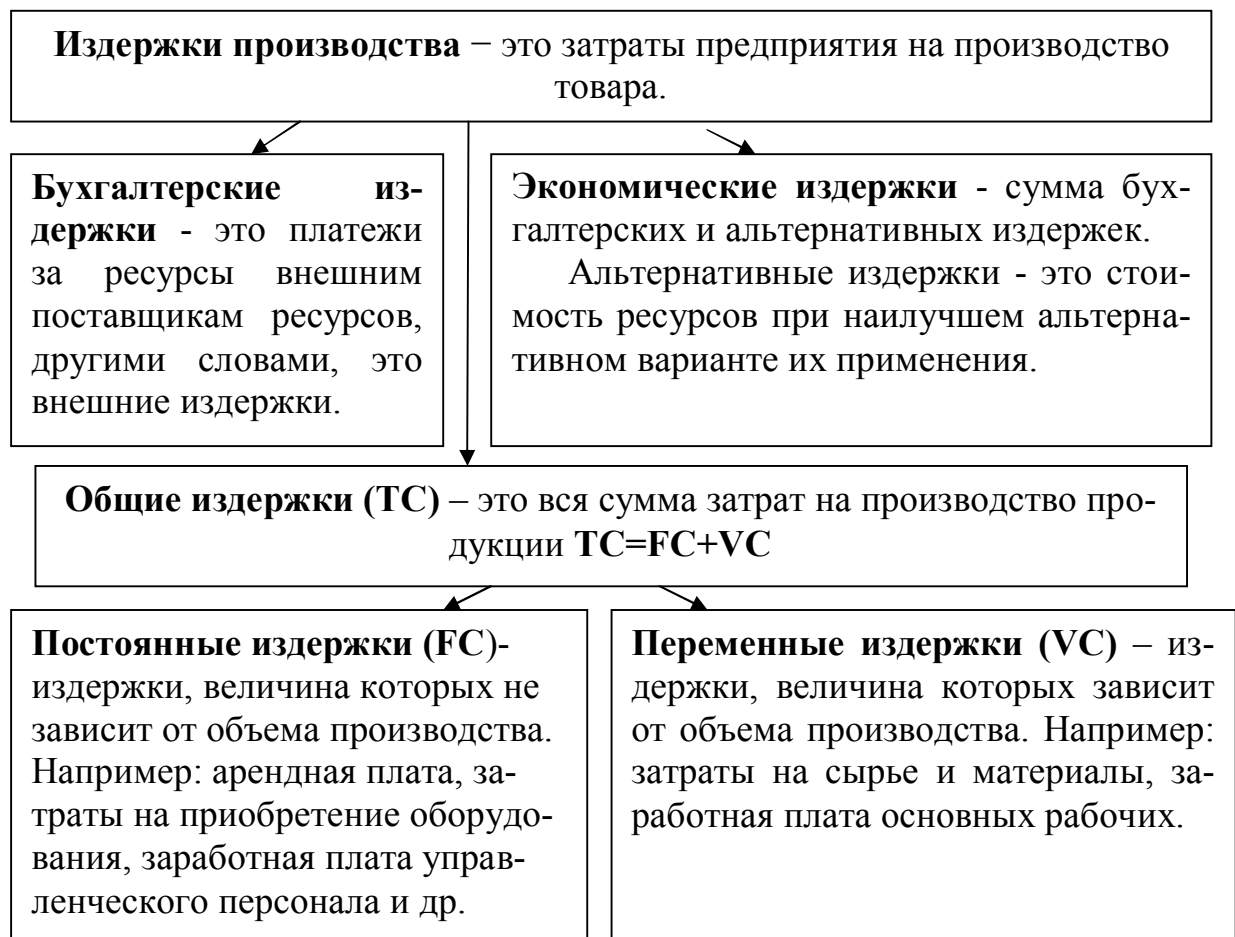 Издержки производства − это затраты предприятия на производство
товара.
Бухгалтерские из-
держки - это платежи
за ресурсы внешним
поставщикам ресурсов,
другими словами, это
внешние издержки.
Экономические издержки - сумма бух-
галтерских и альтернативных издержек.
Альтернативные издержки - это стои-
мость ресурсов при наилучшем альтерна-
тивном варианте их применения.
Общие издержки (TC) – это вся сумма затрат на производство про-
дукции TC=FC+VC
Постоянные издержки (FC)-
издержки, величина которых не
зависит от объема производства.
Например: арендная плата, за-
траты на приобретение оборудо-
вания, заработная плата управ-
ленческого персонала и др.
Переменные издержки (VC) – из-
держки, величина которых зависит
от объема производства. Например:
затраты на сырье и материалы, за-
работная плата основных рабочих.